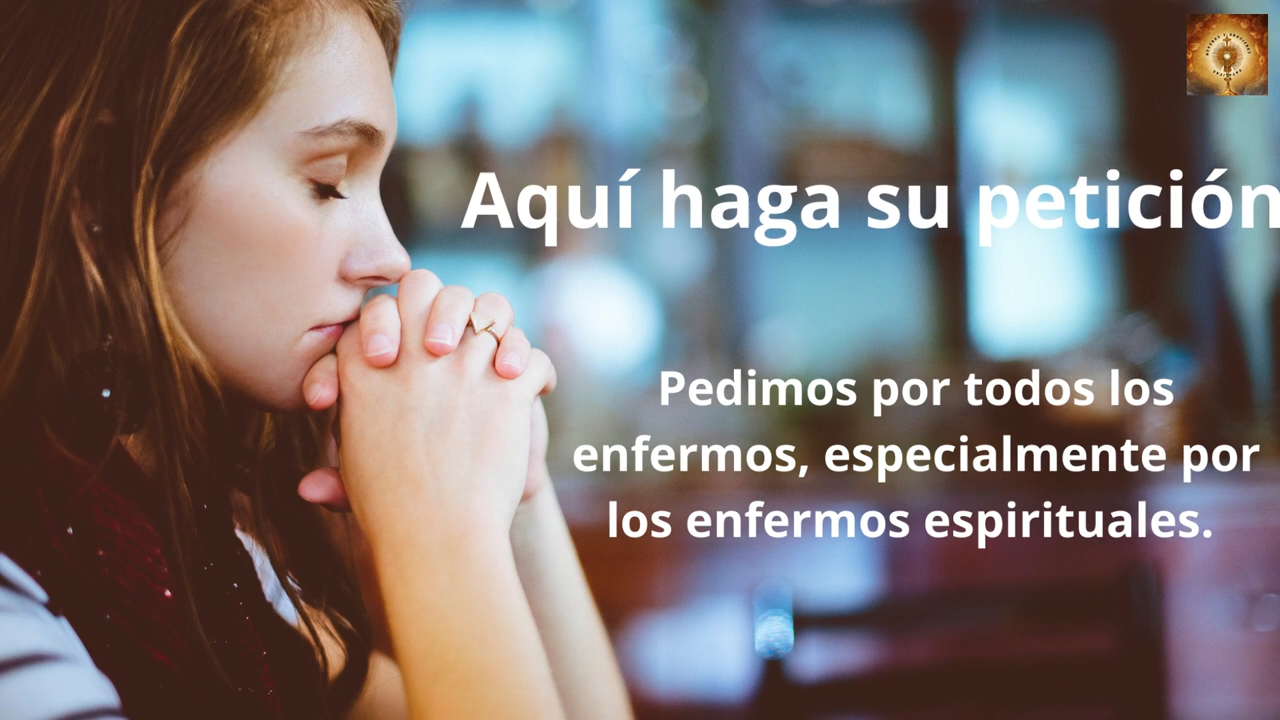 Aquí haga su petición
Pedimos por todos los
enfermos, especialmente por
los enfermos espirituales.